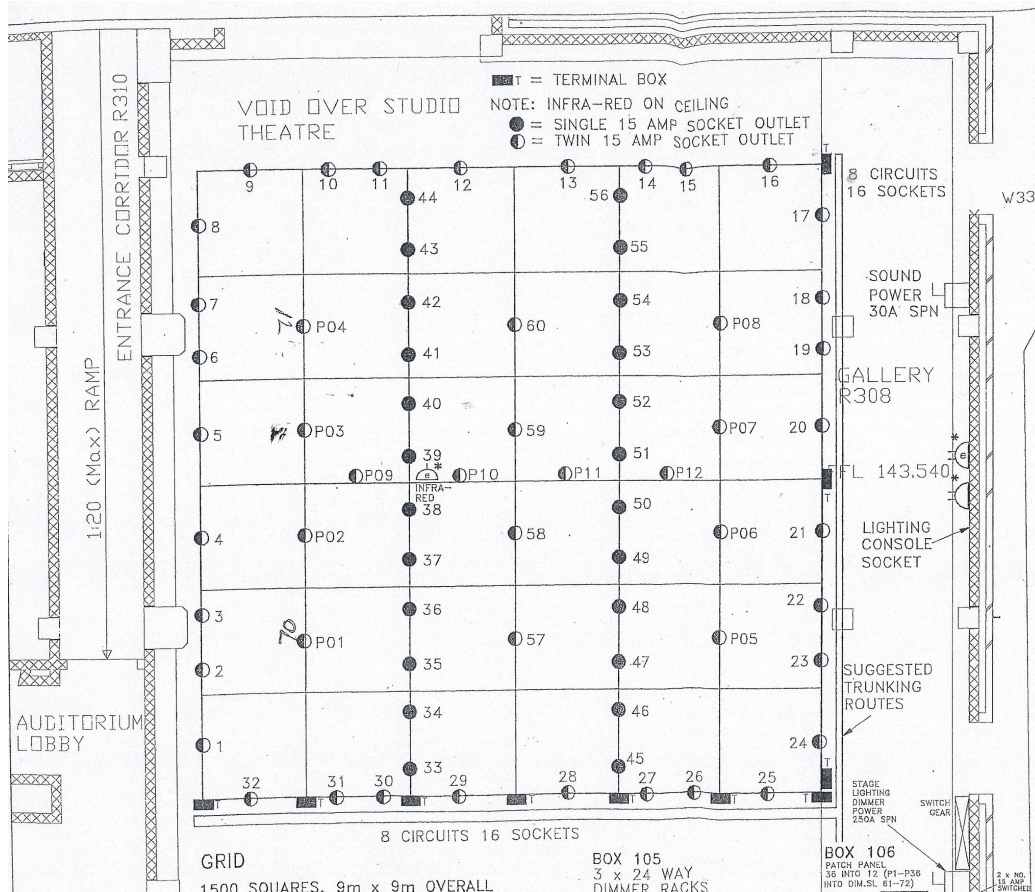 T = TERMINAL BOX
NOTE: INFRA-RED ON CEILING
= SINGLE 15 AMP SOCKET OUTLET
= TWIN 15 AMP SOCKET OUTLET
VOID OVER STUDIO
THEATRE
ENTRANCE CORRIDOR R310
1:20 (Max) RAMP
AUDITORIUM
LOBBY
T
9 10 11 12 13 14 15 16
8 CIRCUITS
16 SOCKETS
W33
44 56
8 17
43 55
SOUND
POWER
30A SPN
7 42 54 18
P04 60 P08
6 41 53 19
GALLERY
R308
40 52
5 P03 59 P07 20
39 * 51 *
P09 e P10 P11 P12 e
INFRA-
RED
FFL 143.540
*
T
38 50
4 P02 58 P06 21
LIGHTING
CONSOLE
SOCKET
37 49
3 36 48 22
70
P01 57 P05
2 35 47 23
SUGGESTED
TRUNKING
ROUTES
34 46
1 24
33 45
T
32 31 30 29 28 27 26 25
T T T T T T T
8 CIRCUITS 16 SOCKETS
STAGE
LIGHTING
DIMMER
POWER
250A SPN
SWITCH
GEAR
GRID
1500 SQUARES, 9m x 9m OVERALL
BOX 105
3 x 24 WAY
DIMMER RACKS
BOX 106
PATCH PANEL
36 INTO 12 (P1-P36
INTO DIM.SL 61--72)
2 x NO.
15 AMP
SWITCHED